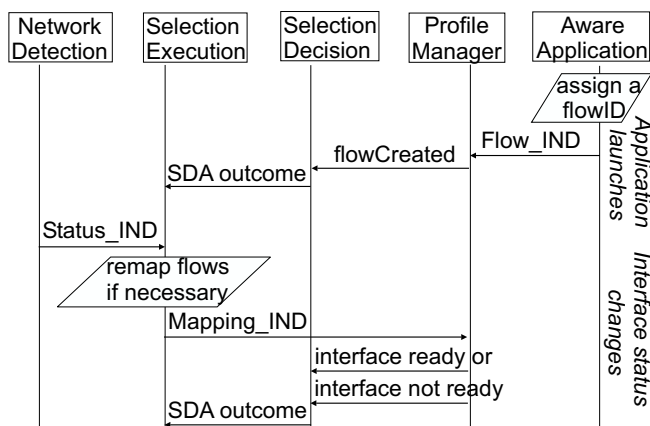 Network
Detection
Selection
Execution
Selection
Decision
Profile
Manager
Aware
Application
assign a
flowID
Flow_IND
flowCreated
SDA outcome
Application
launches
Status_IND
remap flows
if necessary
Mapping_IND
interface ready or
interface not ready
SDA outcome
Interface status
changes